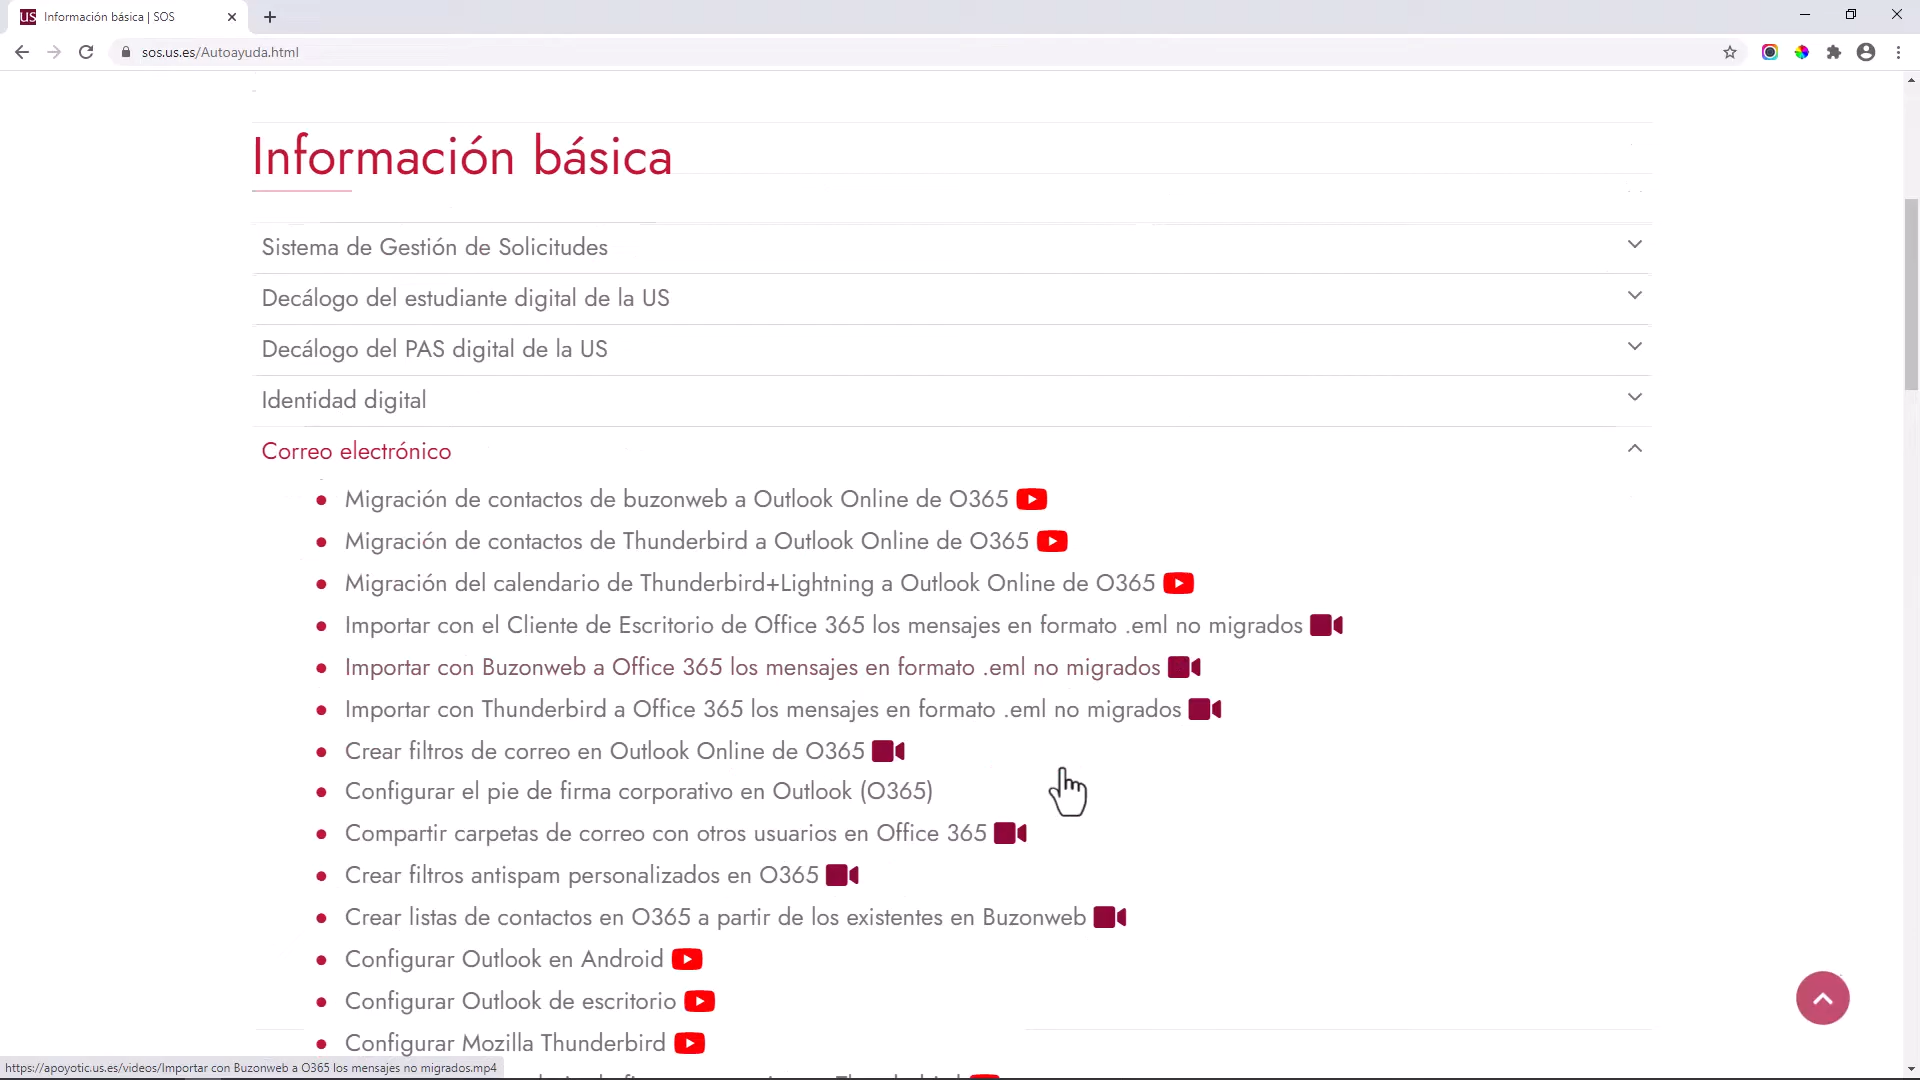 US Información básica | SOS
sos.us.es/Autoayuda.html
Información básica
Sistema de Gestión de Solicitudes
Decálogo del estudiante digital de la US
Decálogo del PAS digital de la US
Identidad digital
Correo electrónico
Migración de contactos de buzonweb a Outlook Online de O365
Migración de contactos de Thunderbird a Outlook Online de O365
Migración del calendario de Thunderbird+Lightning a Outlook Online de O365
Importar con el Cliente de Escritorio de Office 365 los mensajes en formato .eml no migrados
Importar con Buzonweb a Office 365 los mensajes en formato .eml no migrados
Importar con Thunderbird a Office 365 los mensajes en formato .eml no migrados
Crear filtros de correo en Outlook Online de O365
Configurar el pie de firma corporativo en Outlook (O365)
Compartir carpetas de correo con otros usuarios en Office 365
Crear filtros antispam personalizados en O365
Crear listas de contactos en O365 a partir de los existentes en Buzonweb
Configurar Outlook en Android
Configurar Outlook de escritorio
Configurar Mozilla Thunderbird
https://apoyotic.us.es/videos/Importar con Buzonweb a O365 los mensajes no migrados.mp4